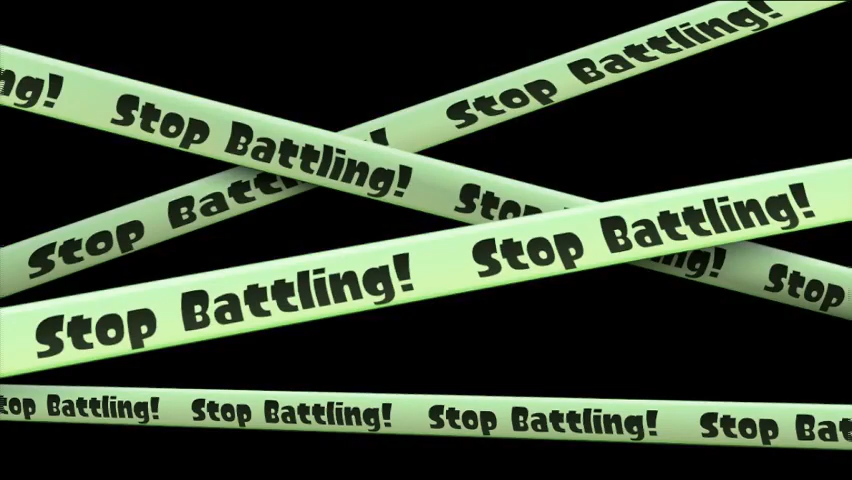 Stop Battling!
ng! Stop Battling! Stop ng! Stop
Stop Battl ! Stop Battling!
Stop Battling! Stop Battling!
top Battling! Stop Battling! Stop Battling! Stop Bat